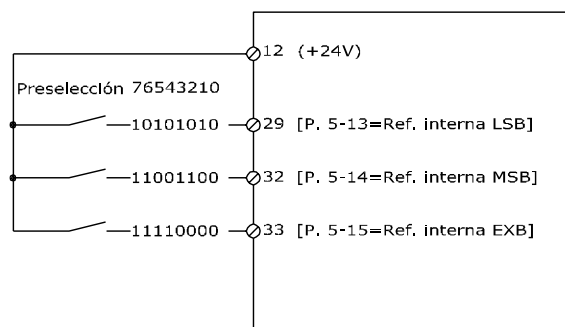 12 (+24V)
Preselección 76543210
10101010 29 [P. 5-13=Ref. interna LSB]
11001100 32 [P. 5-14=Ref. interna MSB]
11110000 33 [P. 5-15=Ref. interna EXB]